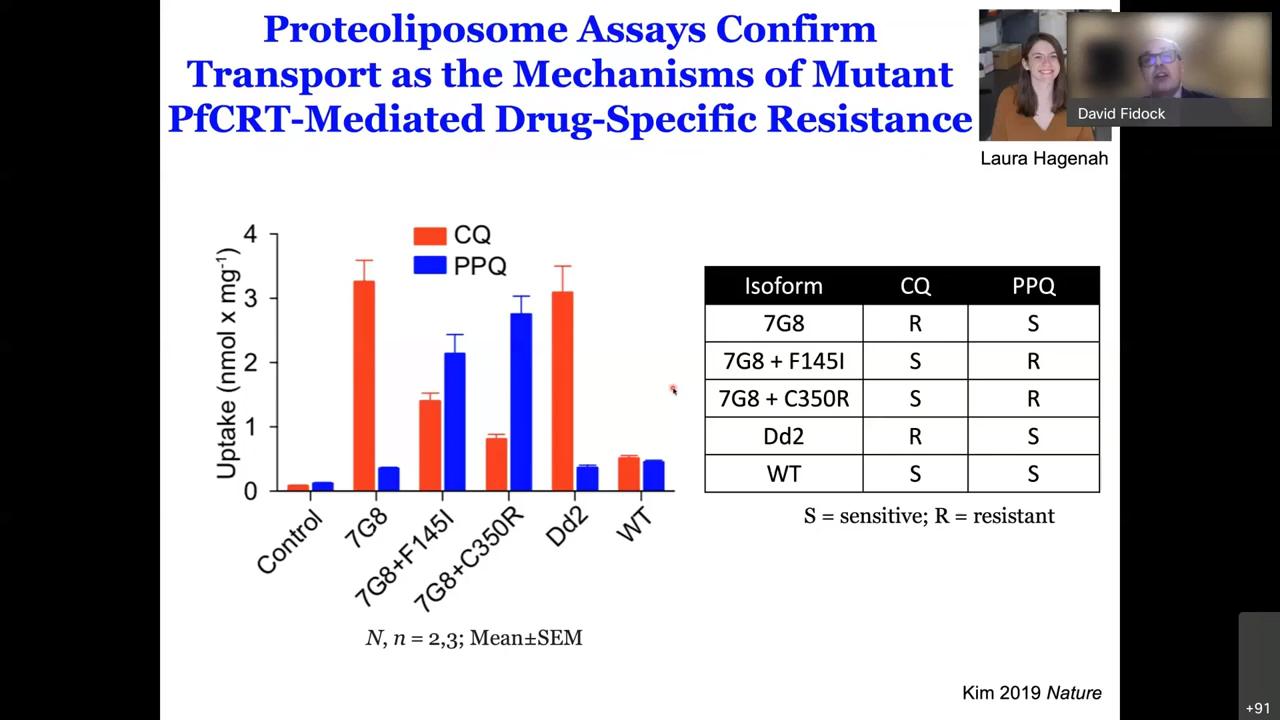 Proteoliposome Assays Confirm
Transport as the Mechanisms of Mutant
PfCRT-Mediated Drug-Specific Resistance
David Fidock
Laura Hagenah
CQ
PPQ
Uptake (nmol x mg⁻¹)
4
3
2
1
0
Control
7G8
7G8+F145I
7G8+C350R
Dd2
WT
N, n = 2,3; Mean±SEM
Isoform CQ PPQ
7G8 R S
7G8 + F145I S R
7G8 + C350R S R
Dd2 R S
WT S S
S = sensitive; R = resistant
Kim 2019 Nature
+91